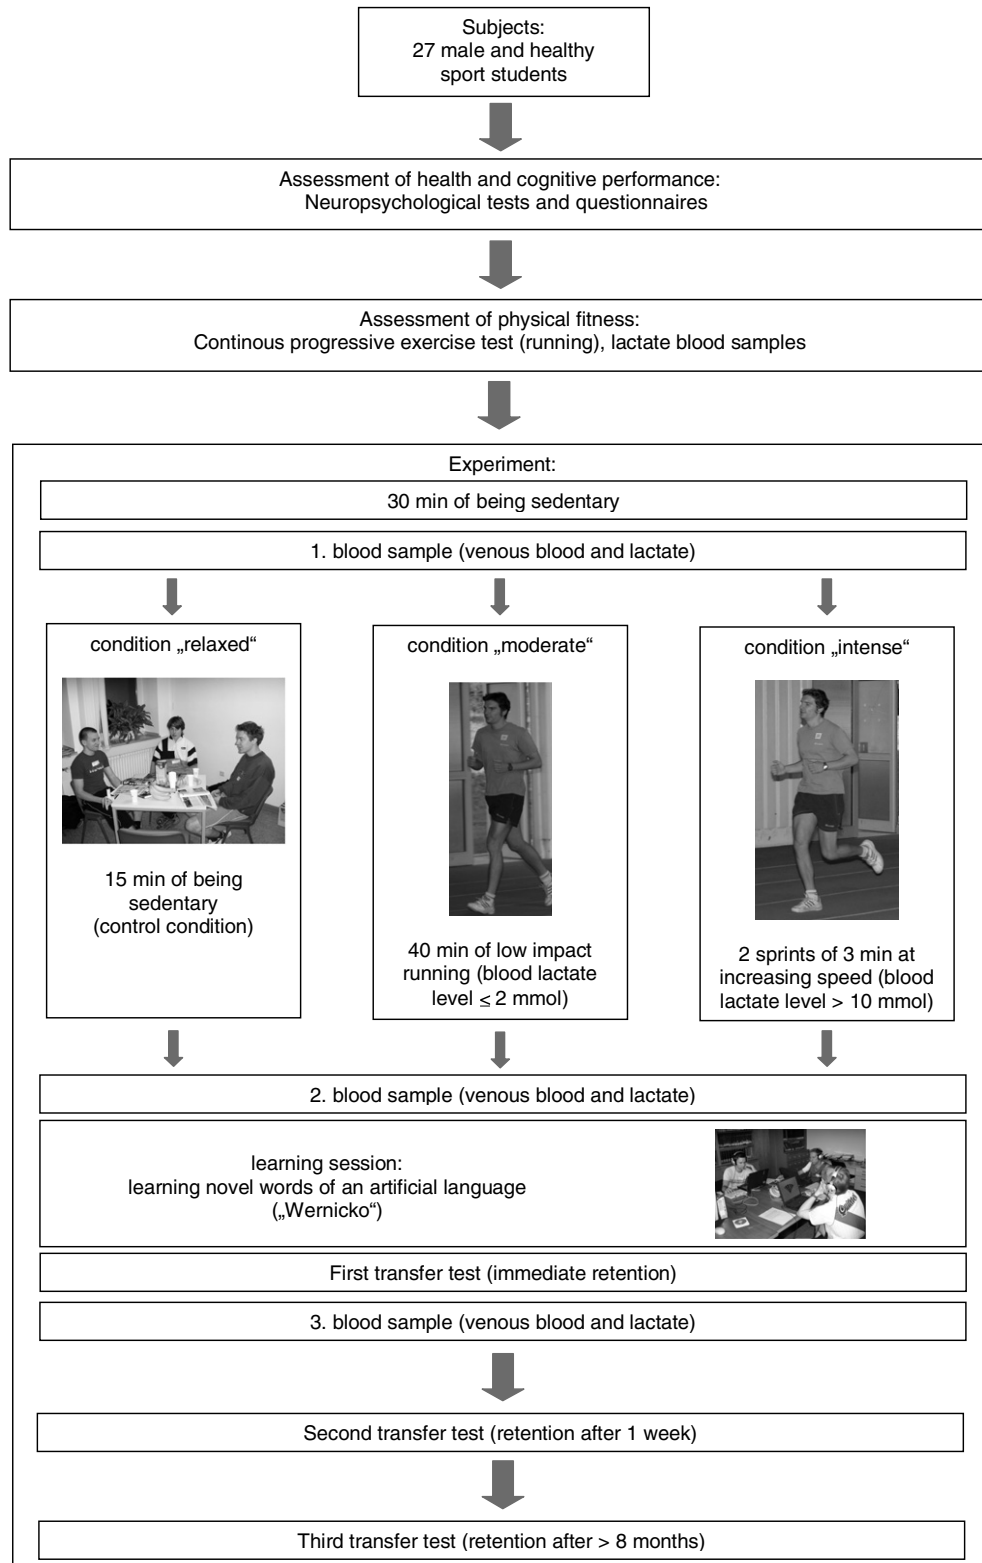 Subjects:
27 male and healthy
sport students
Assessment of health and cognitive performance:
Neuropsychological tests and questionnaires
Assessment of physical fitness:
Continous progressive exercise test (running), lactate blood samples
Experiment:
30 min of being sedentary
1. blood sample (venous blood and lactate)
condition „relaxed“
15 min of being
sedentary
(control condition)
condition „moderate“
40 min of low impact
running (blood lactate
level ≤ 2 mmol)
condition „intense“
2 sprints of 3 min at
increasing speed (blood
lactate level > 10 mmol)
2. blood sample (venous blood and lactate)
learning session:
learning novel words of an artificial language
(„Wernicko“)
First transfer test (immediate retention)
3. blood sample (venous blood and lactate)
Second transfer test (retention after 1 week)
Third transfer test (retention after > 8 months)